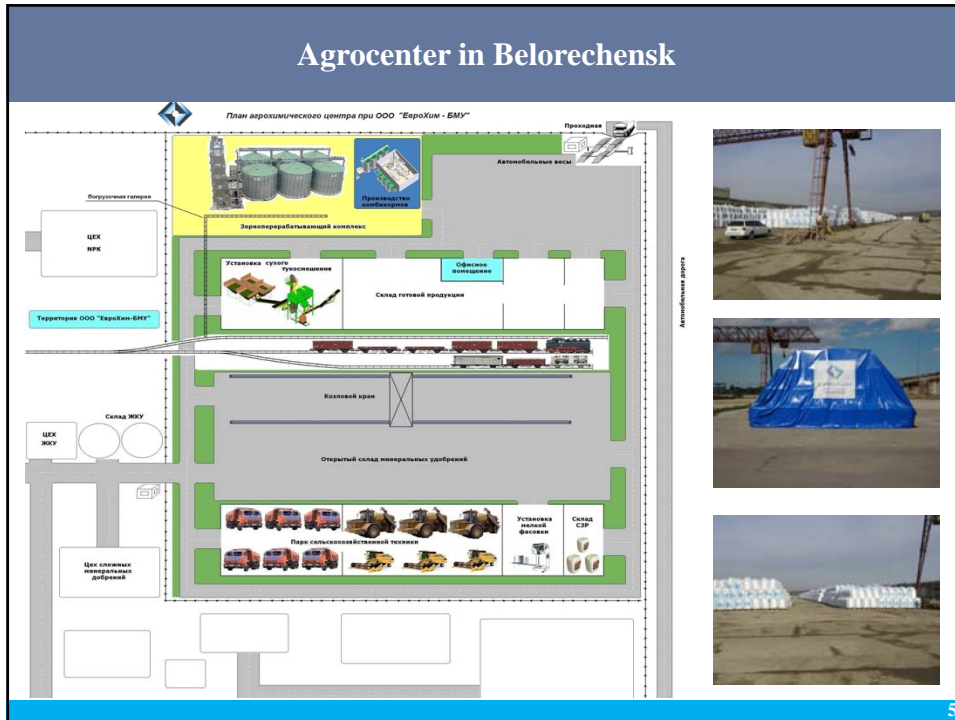 Agrocenter in Belorechensk
План агрохимического центра при ООО "ЕвроХим - БМУ"
Проходная
Автомобильные весы
Погрузочная галерея
Производство
комбикормов
ЦЕХ
NPK
Зерноперерабатывающий комплекс
Установка сухого
тукосмешения
Офисное
помещение
Склад готовой продукции
Автомобильная дорога
Территория ООО "ЕвроХим-БМУ"
Козловой кран
Склад ЖКУ
ЦЕХ
ЖКУ
Открытый склад минеральных удобрений
Парк сельскохозяйственной техники
Установка
мелкой
фасовки
Склад
СЗР
Цех сложных
минеральных
добрений
5